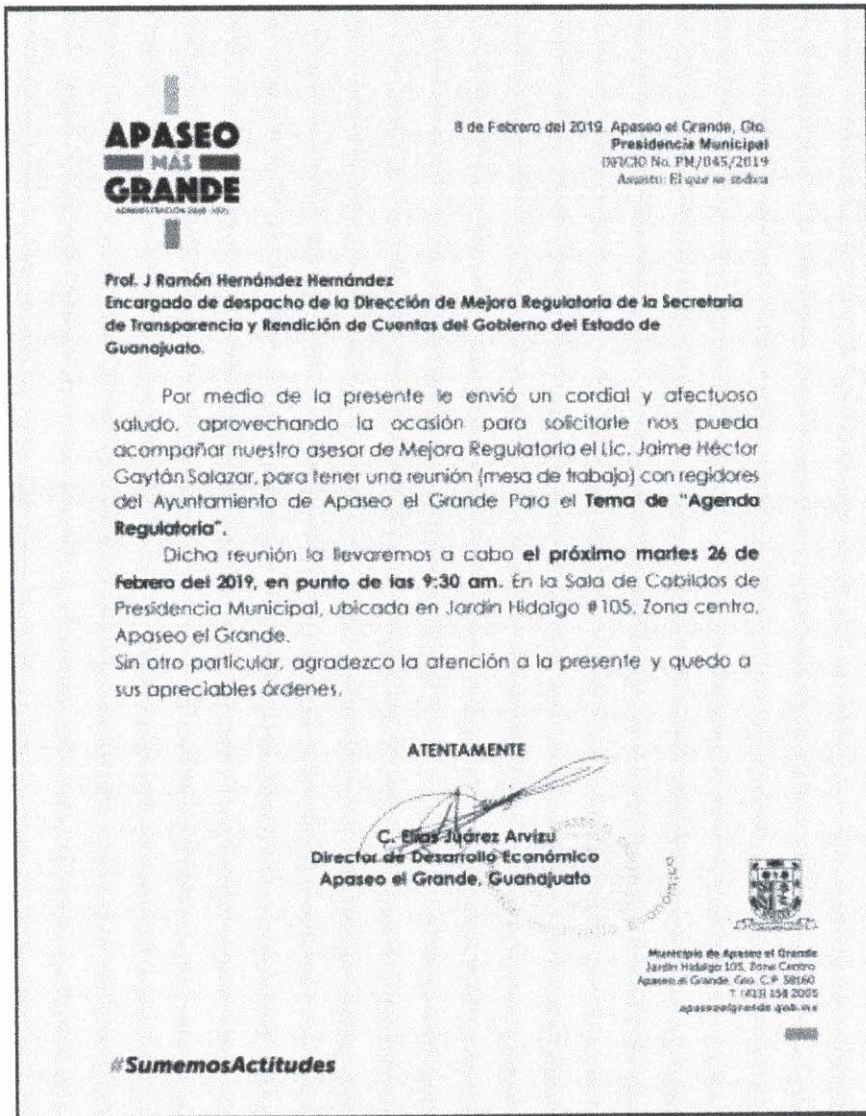 APASEO
MÁS
GRANDE
8 de Febrero del 2019. Apaseo el Grande, Gto.
Presidencia Municipal
OFICIO No. PM/045/2019
Asunto: El que se indica
Prof. J Ramón Hernández Hernández
Encargado de despacho de la Dirección de Mejora Regulatoria de la Secretaria
de Transparencia y Rendición de Cuentas del Gobierno del Estado de
Guanajuato.
Por medio de la presente le envió un cordial y afectuoso
saludo, aprovechando la ocasión para solicitarle nos pueda
acompañar nuestro asesor de Mejora Regulatoria el Lic. Jaime Héctor
Gaytán Salazar, para tener una reunión (mesa de trabajo) con regidores
del Ayuntamiento de Apaseo el Grande Para el Tema de "Agenda
Regulatoria".
Dicha reunión la llevaremos a cabo el próximo martes 26 de
febrero del 2019, en punto de las 9:30 am. En la Sala de Cabildos de
Presidencia Municipal, ubicada en Jardín Hidalgo #105, Zona centro,
Apaseo el Grande.
Sin otro particular, agradezco la atención a la presente y quedo a
sus apreciables órdenes.
ATENTAMENTE
C. Elías Juárez Arvizu
Director de Desarrollo Económico
Apaseo el Grande, Guanajuato
Municipio de Apaseo el Grande
Jardín Hidalgo 105, Zona Centro
Apaseo el Grande, Gto. C.P. 38160
T. (413) 158 2005
apaseoelgrande.gob.mx
#SumemosActitudes